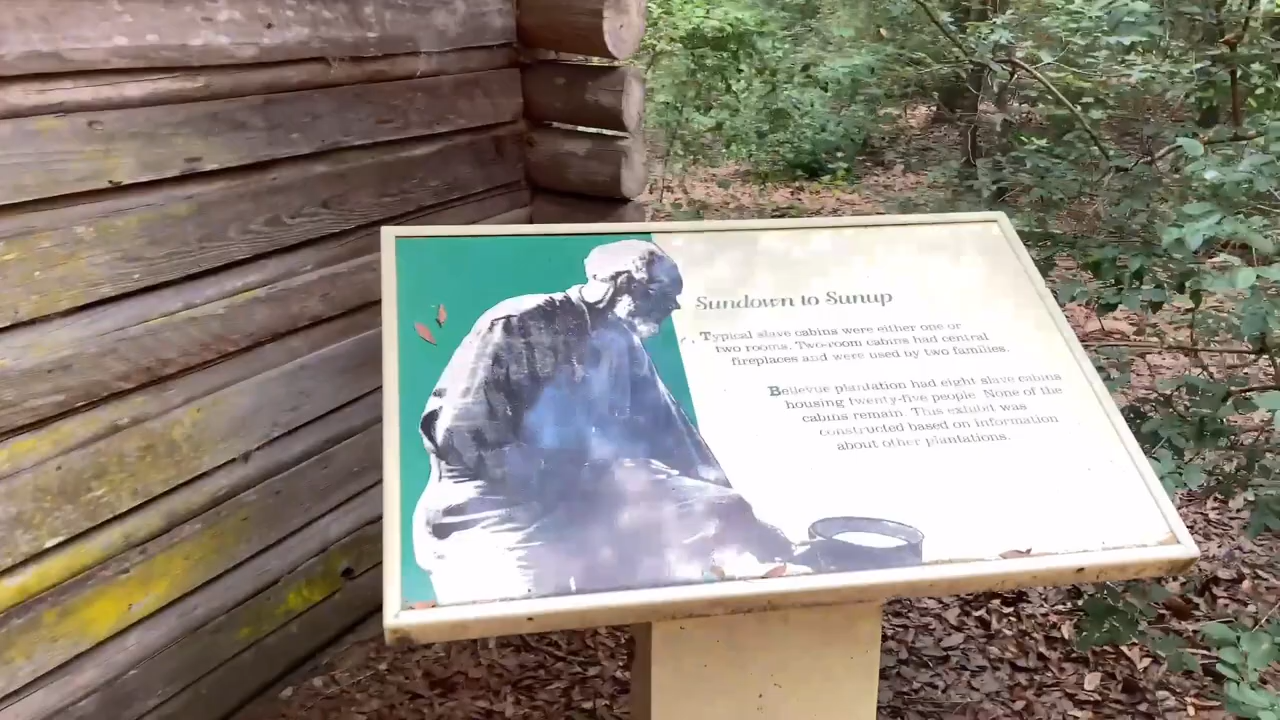 Sundown to Sunup
Typical slave cabins were either one or
two rooms. Two-room cabins had central
fireplaces and were used by two families.
Bellevue plantation had eight slave cabins
housing twenty-five people. None of the
cabins remain. This exhibit was
constructed based on information
about other plantations.